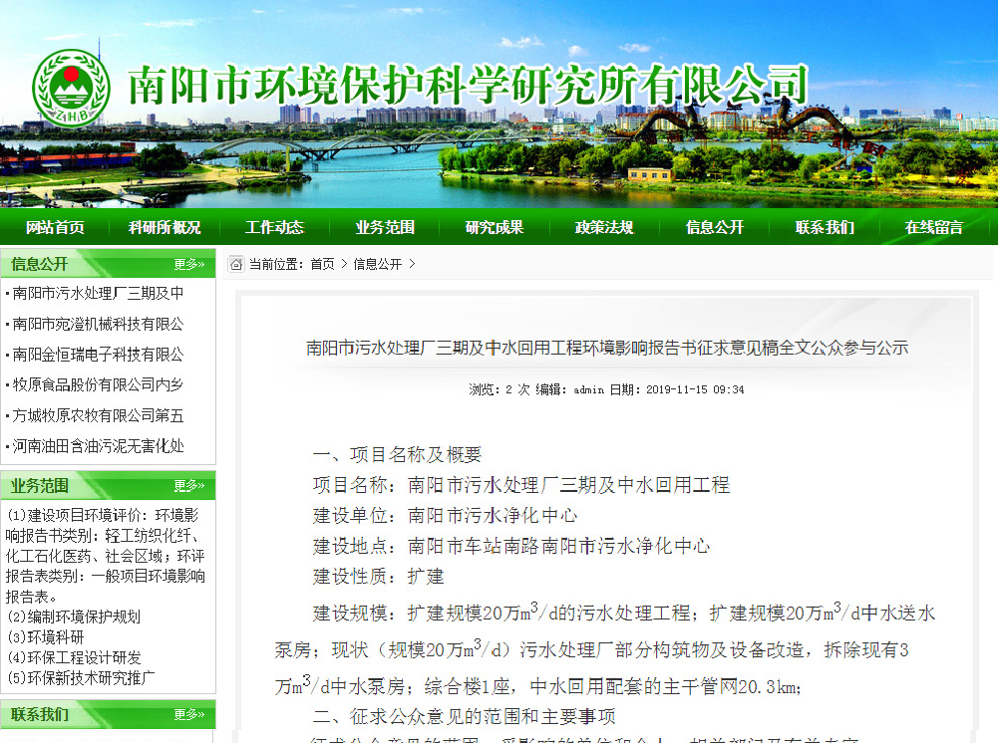 南阳市环境保护科学研究所有限公司
网站首页 科研所概况 工作动态 业务范围 研究成果 政策法规 信息公开 联系我们 在线留言
信息公开 更多»
·南阳市污水处理厂三期及中
·南阳市宛澄机械科技有限公
·南阳金恒瑞电子科技有限公
·牧原食品股份有限公司内乡
·方城牧原农牧有限公司第五
·河南油田含油污泥无害化处
业务范围 更多»
(1)建设项目环境评价：环境影
响报告书类别：轻工纺织化纤、
化工石化医药、社会区域；环评
报告表类别：一般项目环境影响
报告表。
(2)编制环境保护规划
(3)环境科研
(4)环保工程设计研发
(5)环保新技术研究推广
联系我们 更多»
当前位置：首页 > 信息公开 >
南阳市污水处理厂三期及中水回用工程环境影响报告书征求意见稿全文公众参与公示
浏览：2 次 编辑：admin 日期：2019-11-15 09:34
一、项目名称及概要
项目名称：南阳市污水处理厂三期及中水回用工程
建设单位：南阳市污水净化中心
建设地点：南阳市车站南路南阳市污水净化中心
建设性质：扩建
建设规模：扩建规模20万m³/d的污水处理工程；扩建规模20万m³/d中水送水
泵房；现状（规模20万m³/d）污水处理厂部分构筑物及设备改造，拆除现有3
万m³/d中水泵房；综合楼1座，中水回用配套的主干管网20.3km；
二、征求公众意见的范围和主要事项